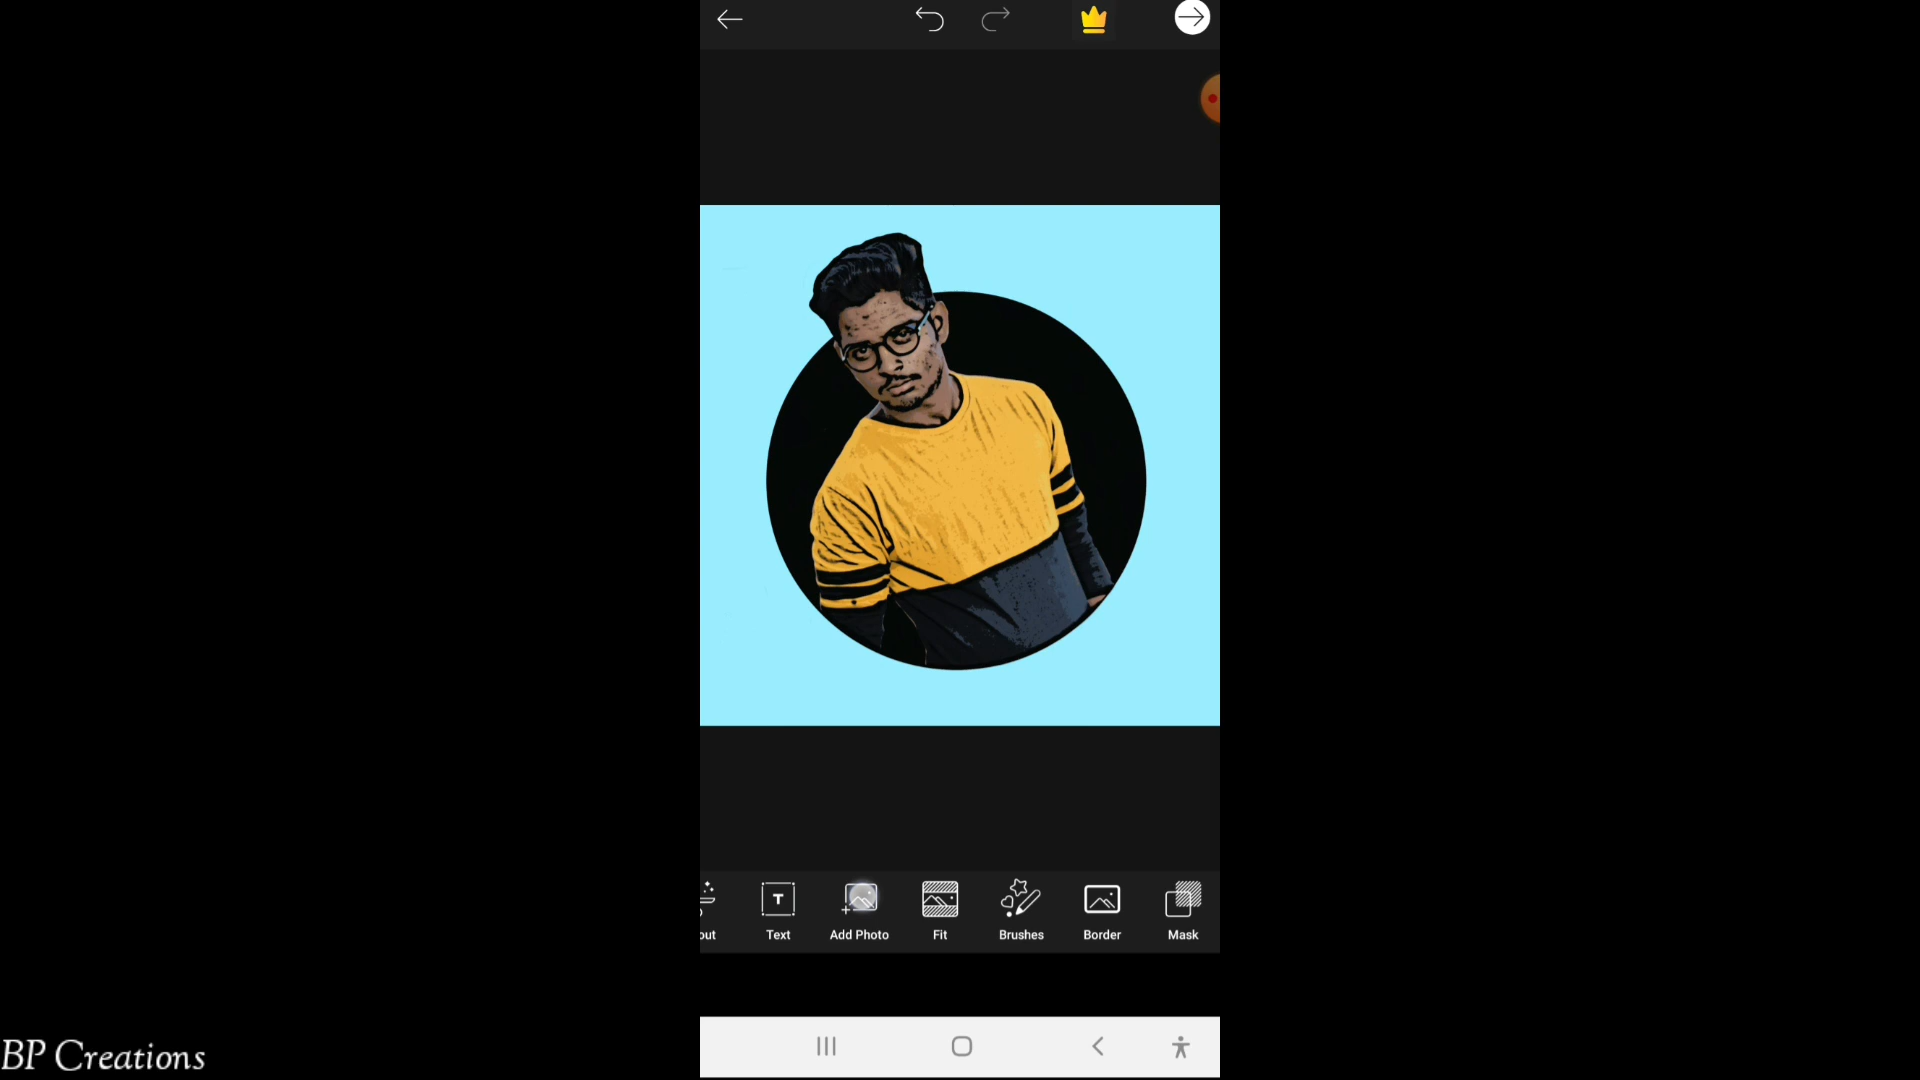 out
Text
Add Photo
Fit
Brushes
Border
Mask
BP Creations